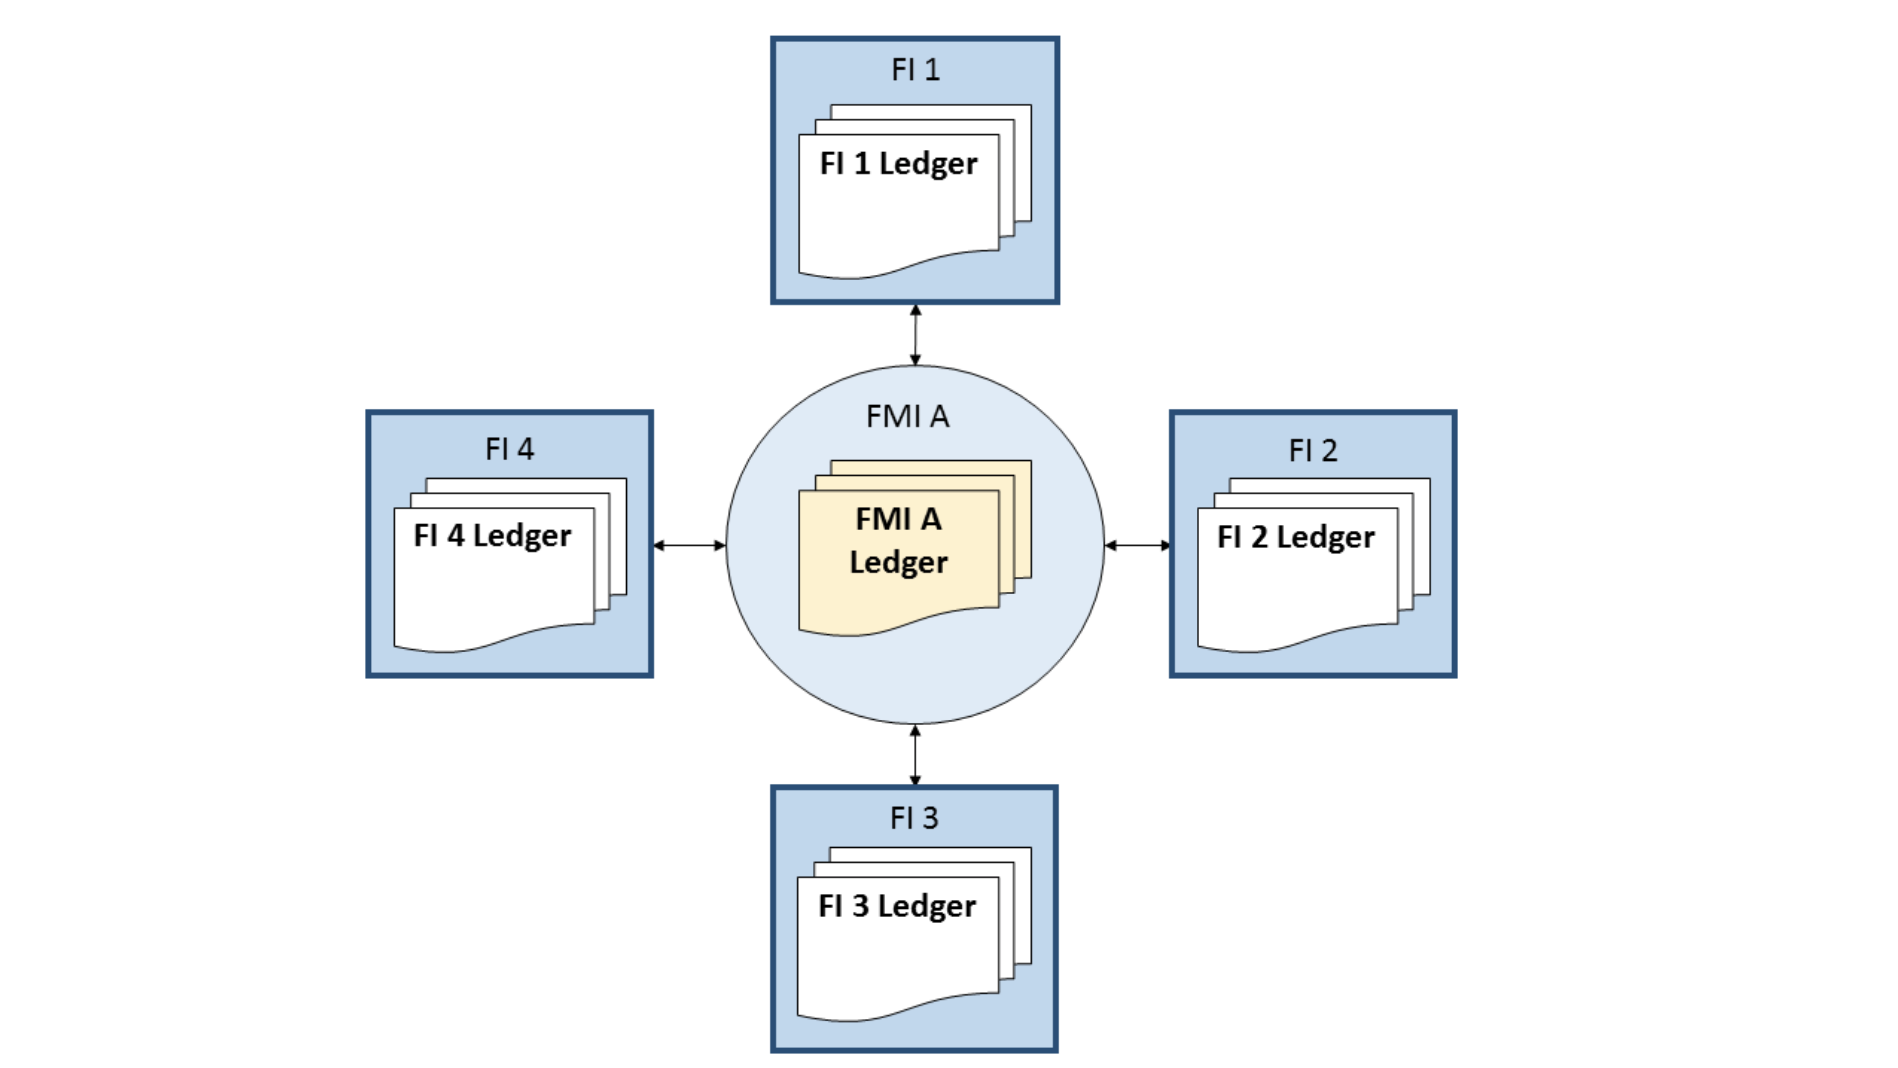 FI 1
FI 1 Ledger
FMI A
FMI A
Ledger
FI 4
FI 4 Ledger
FI 2
FI 2 Ledger
FI 3
FI 3 Ledger